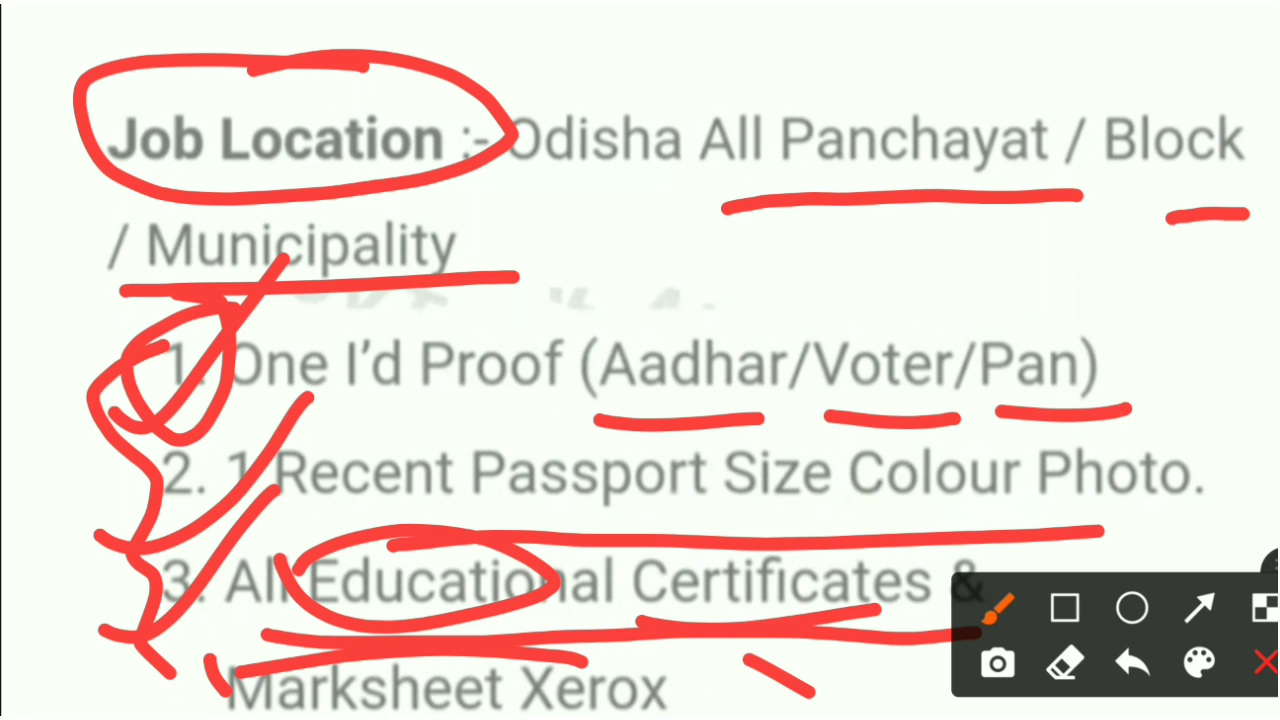 Job Location :- Odisha All Panchayat / Block
/ Municipality
1. One I’d Proof (Aadhar/Voter/Pan)
2. 1 Recent Passport Size Colour Photo.
3. All Educational Certificates &
Marksheet Xerox